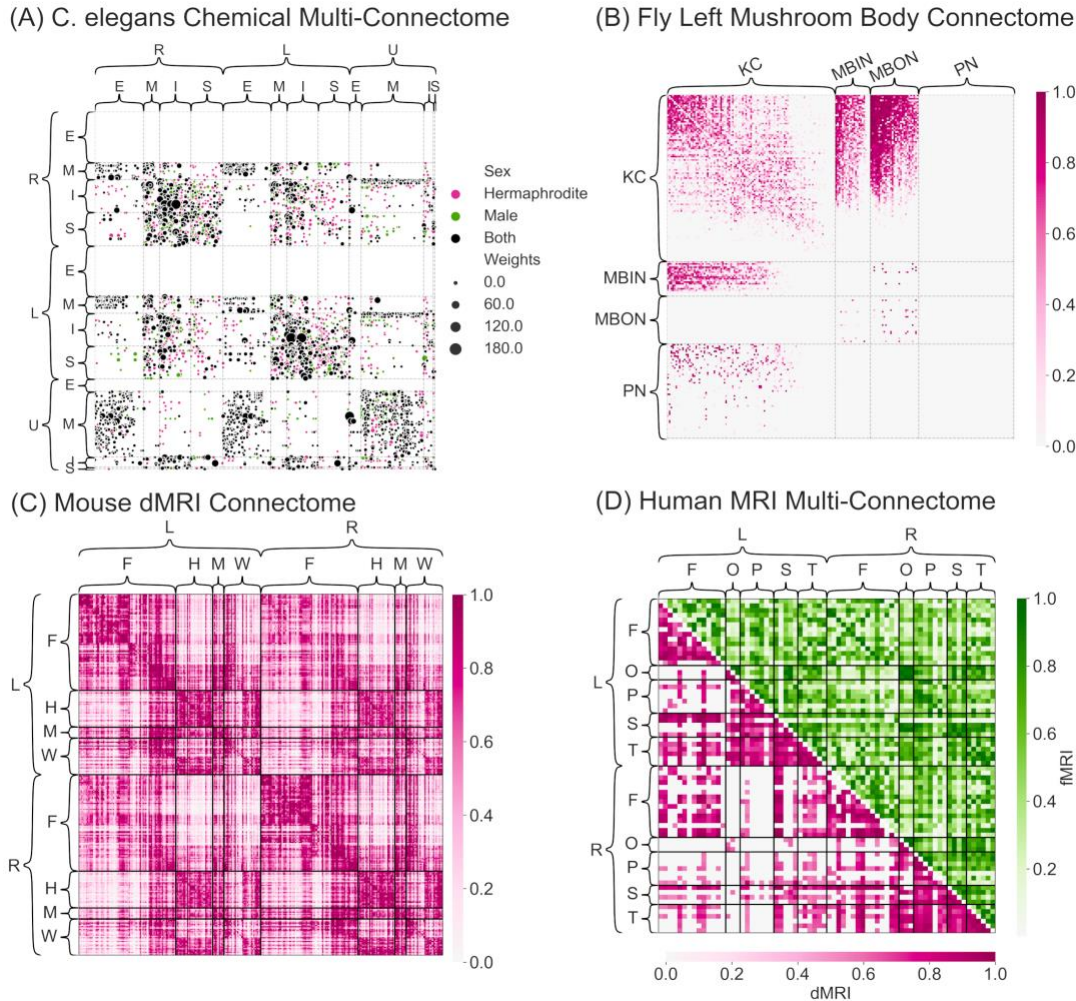 (A) C. elegans Chemical Multi-Connectome
R L U
E M I S E M I S E M I S
R
E
M
I
S
L
E
M
I
S
U
E
M
I
S
Sex
Hermaphrodite
Male
Both
Weights
0.0
60.0
120.0
180.0
(B) Fly Left Mushroom Body Connectome
KC MBIN MBON PN
KC
MBIN
MBON
PN
1.0
0.8
0.6
0.4
0.2
0.0
(C) Mouse dMRI Connectome
L R
F H M W F H M W
L
F
H
M
W
R
F
H
M
W
1.0
0.8
0.6
0.4
0.2
0.0
(D) Human MRI Multi-Connectome
L R
F O P S T F O P S T
L
F
O
P
S
T
R
F
O
P
S
T
1.0
0.8
0.6
0.4
0.2
fMRI
0.0 0.2 0.4 0.6 0.8 1.0
dMRI